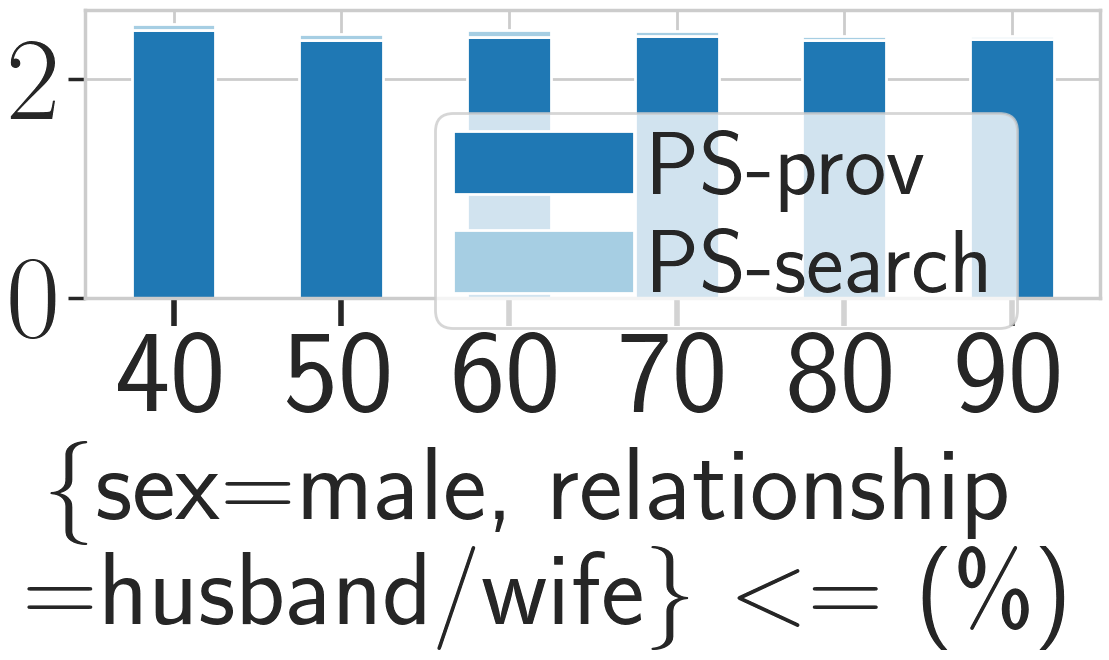 2
PS-prov
PS-search
0
40 50 60 70 80 90
{sex=male, relationship
=husband/wife} <= (%)